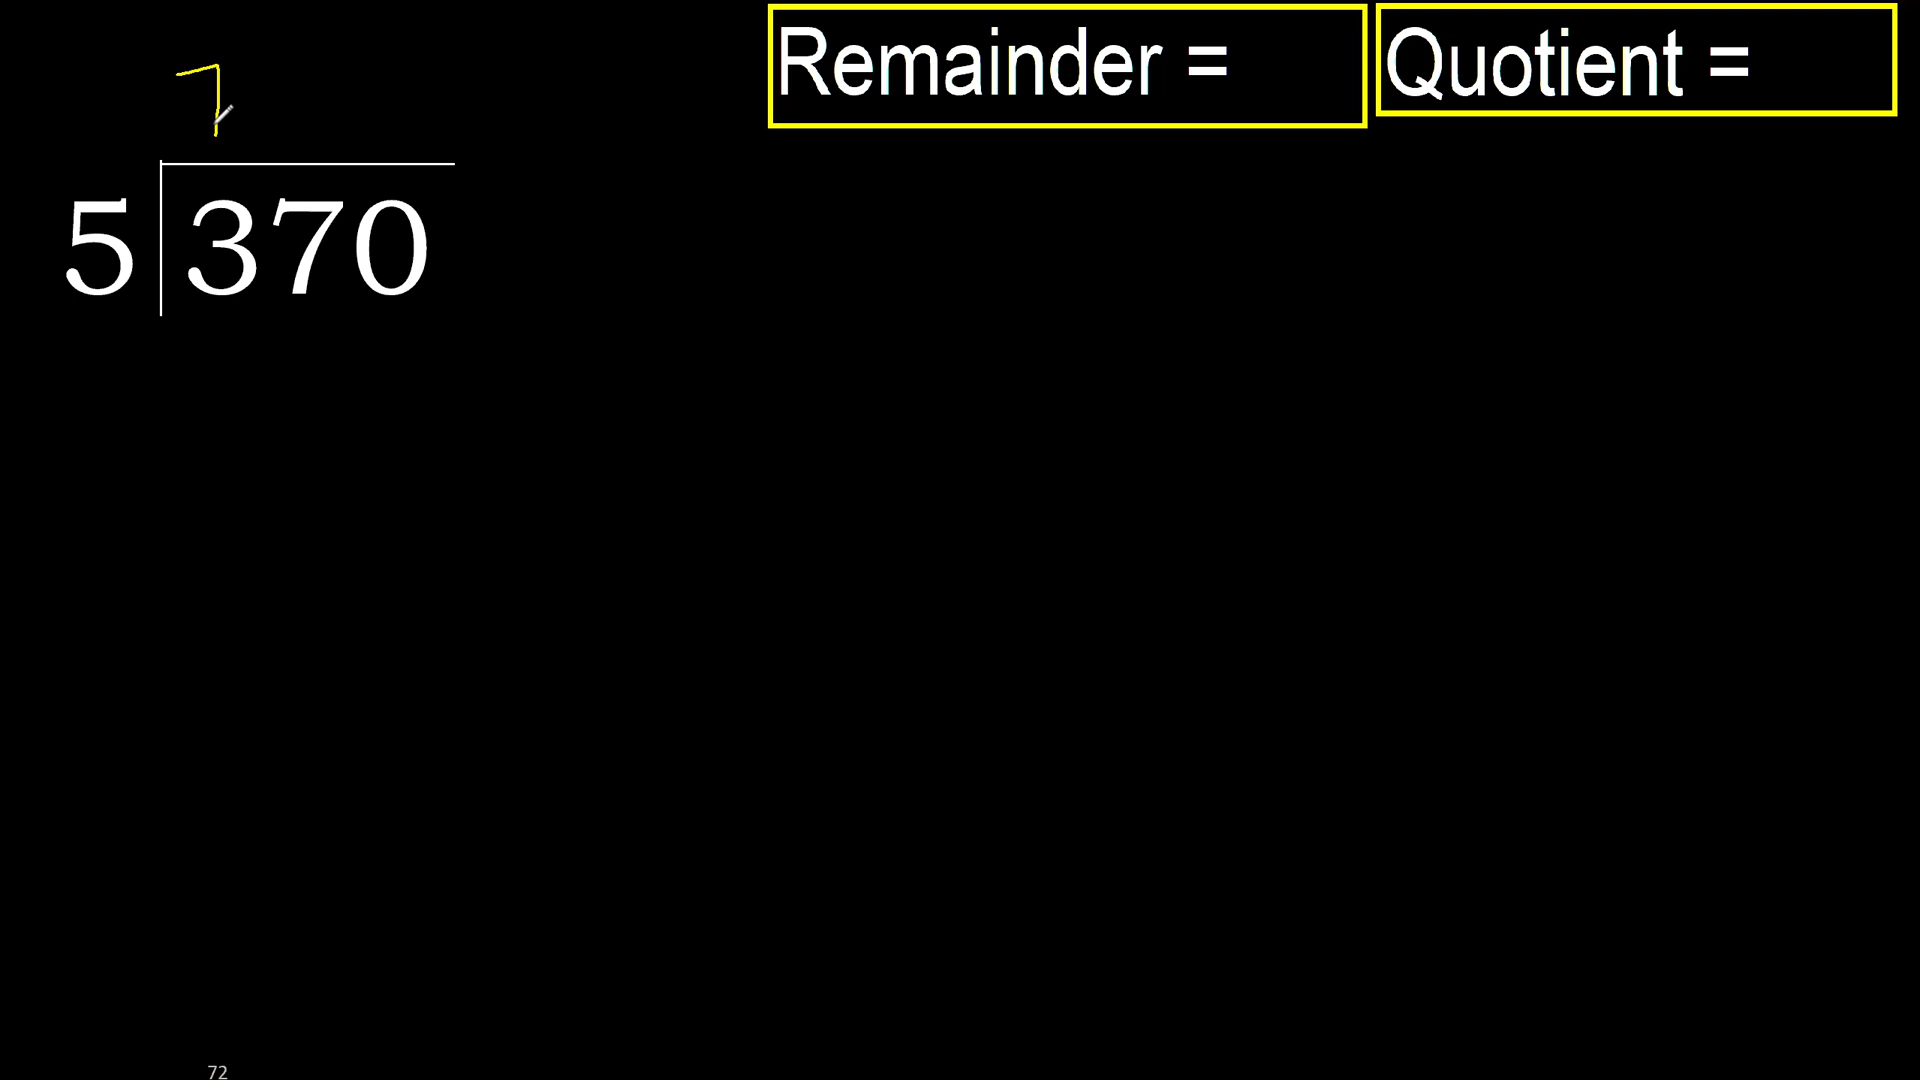 Remainder = Quotient =
7
5 370
72